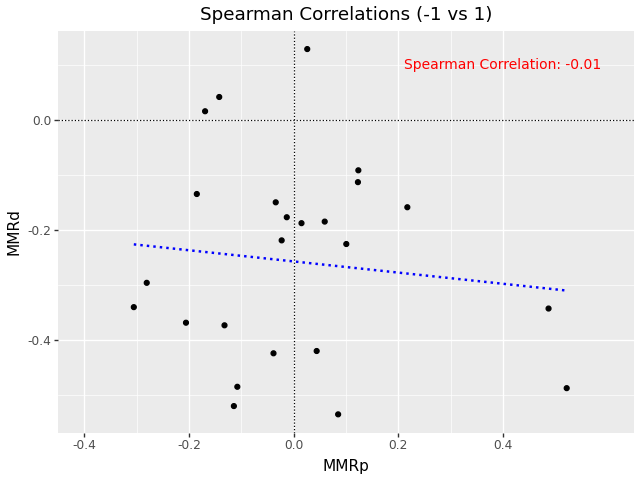 Spearman Correlations (-1 vs 1)
Spearman Correlation: -0.01
0.0
-0.2
-0.4
MMRd
-0.4
-0.2
0.0
0.2
0.4
MMRp